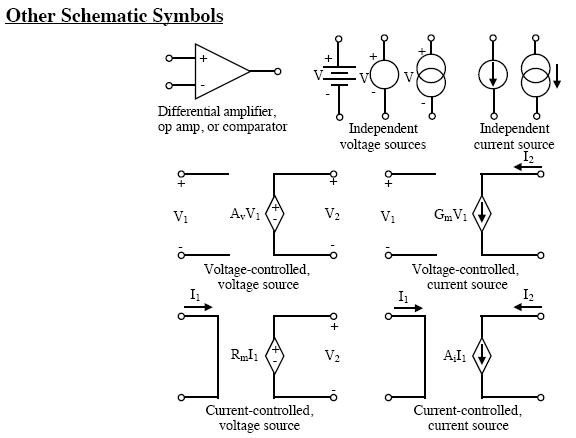 Other Schematic Symbols
+
-
Differential amplifier,
op amp, or comparator
+
V
-
+
V
-
+
V
-
Independent
voltage sources
Independent
current source
+
V1
-
AvV1
+
-
+
V2
-
Voltage-controlled,
voltage source
+
V1
-
GmV1
I2
Voltage-controlled,
current source
I1
RmI1
+
-
+
V2
-
Current-controlled,
voltage source
I1
AiI1
I2
Current-controlled,
current source